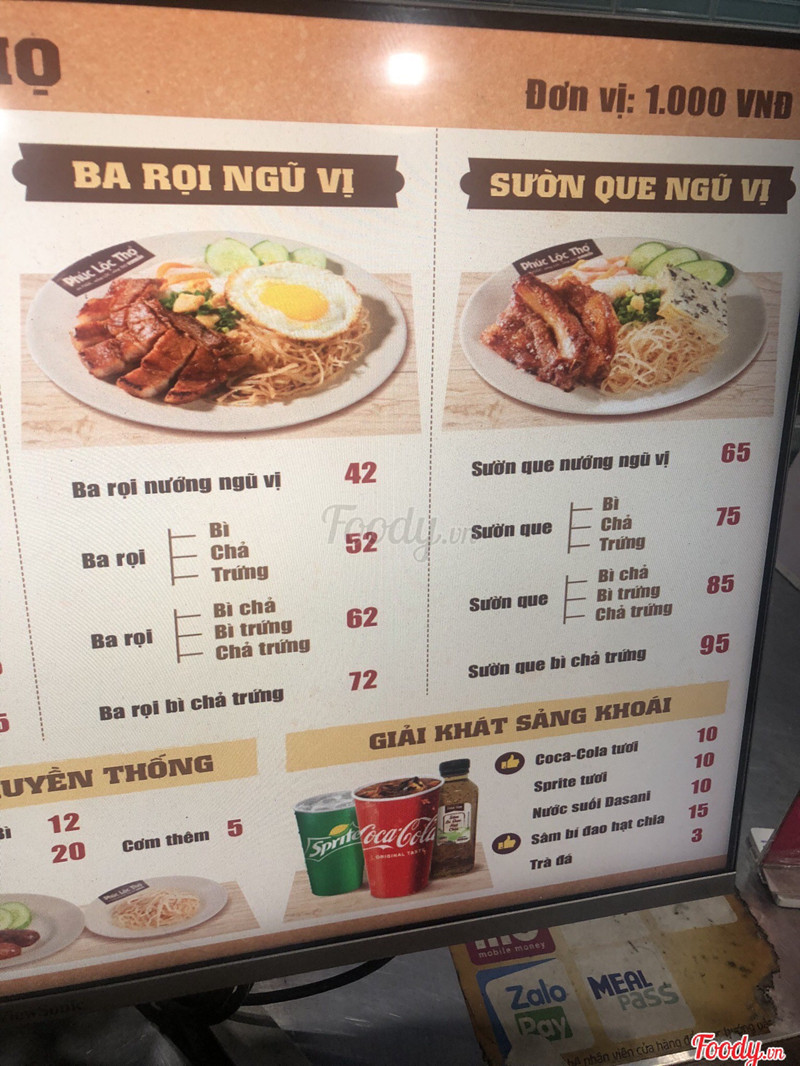 Đơn vị: 1.000 VNĐ
BA RỌI NGŨ VỊ
Phúc Lộc Thọ
Ba rọi nướng ngũ vị 42
Ba rọi Bì Chả Trứng 52
Ba rọi Bì chả Bì trứng Chả trứng 62
Ba rọi bì chả trứng 72
SƯỜN QUE NGŨ VỊ
Phúc Lộc Thọ
Sườn que nướng ngũ vị 65
Sườn que Bì Chả Trứng 75
Sườn que Bì chả Bì trứng Chả trứng 85
Sườn que bì chả trứng 95
UYỀN THỐNG
12
20
Cơm thêm 5
Phúc Lộc Thọ
GIẢI KHÁT SẢNG KHOÁI
Coca-Cola tươi 10
Sprite tươi 10
Nước suối Dasani 10
Sâm bí đao hạt chia 15
Trà đá 3
Sprite
Coca-Cola
ORIGINAL TASTE
mobile money
Zalo
Pay
MEAL
PASS
Foody.vn
Foody.vn